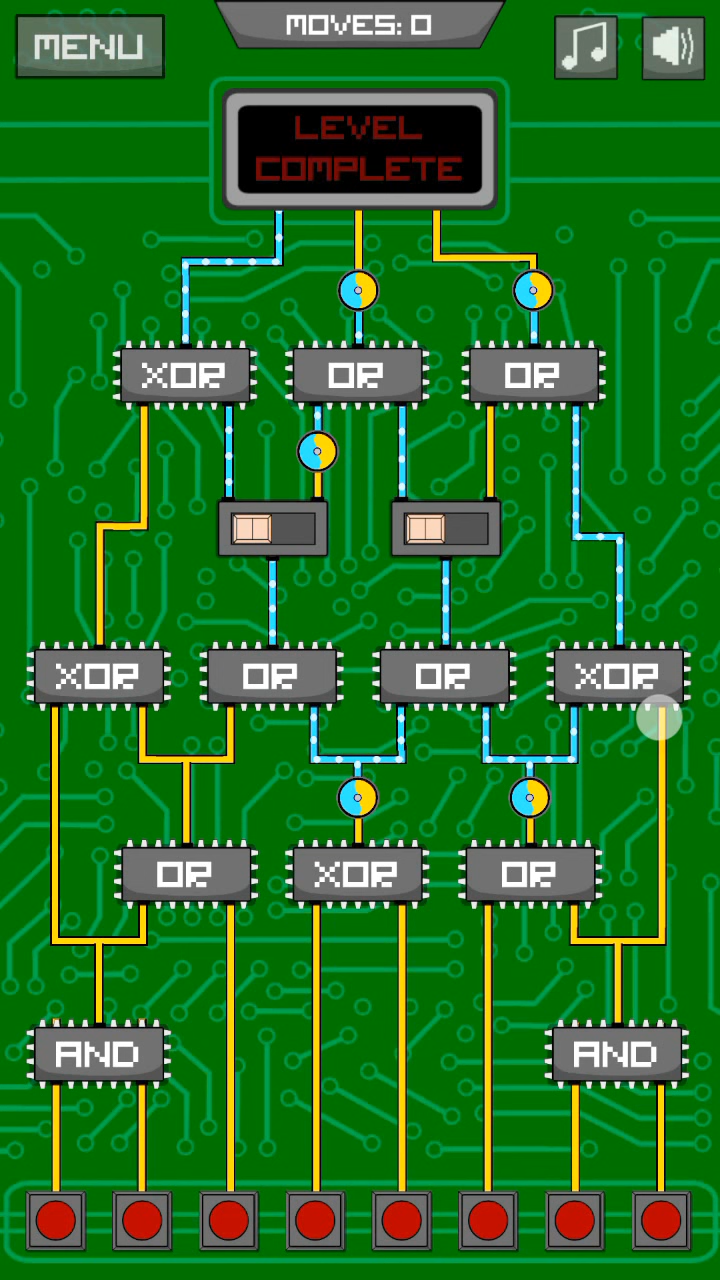 MOVES: 0
MENU
LEVEL
COMPLETE
XOR OR OR
XOR OR OR XOR
OR XOR OR
AND AND